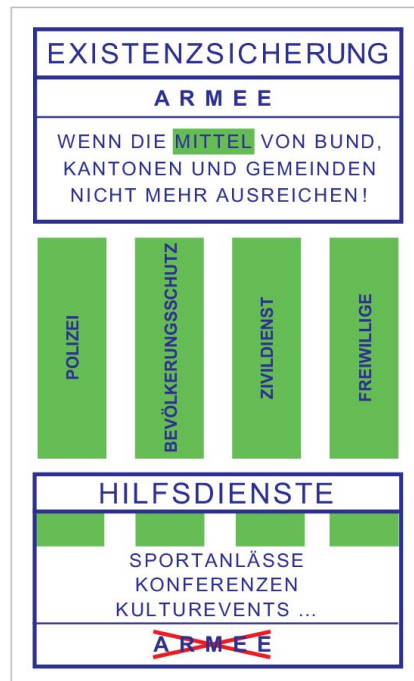 EXISTENZSICHERUNG
ARMEE
WENN DIE MITTEL VON BUND,
KANTONEN UND GEMEINDEN
NICHT MEHR AUSREICHEN!
POLIZEI
BEVÖLKERUNGSSCHUTZ
ZIVILDIENST
FREIWILLIGE
HILFSDIENSTE
SPORTANLÄSSE
KONFERENZEN
KULTUREVENTS ...
ARMEE